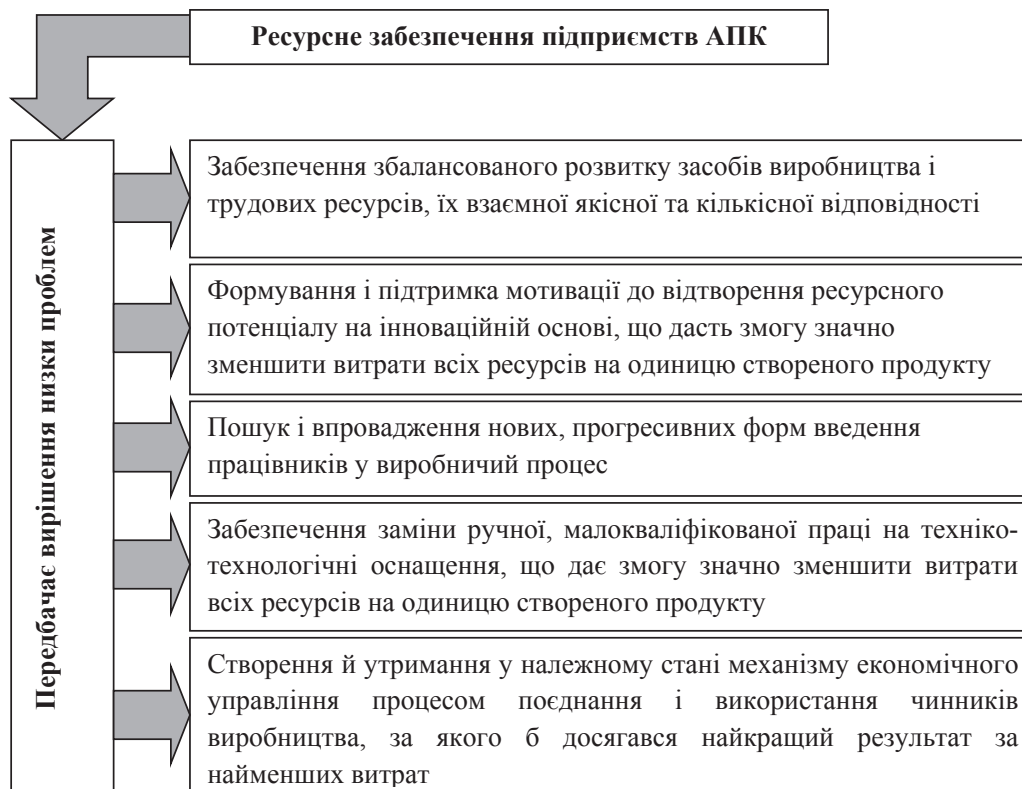 Ресурсне забезпечення підприємств АПК
Передбачає вирішення низки проблем
Забезпечення збалансованого розвитку засобів виробництва і
трудових ресурсів, їх взаємної якісної та кількісної відповідності
Формування і підтримка мотивації до відтворення ресурсного
потенціалу на інноваційній основі, що дасть змогу значно
зменшити витрати всіх ресурсів на одиницю створеного продукту
Пошук і впровадження нових, прогресивних форм введення
працівників у виробничий процес
Забезпечення заміни ручної, малокваліфікованої праці на техніко-
технологічні оснащення, що дає змогу значно зменшити витрати
всіх ресурсів на одиницю створеного продукту
Створення й утримання у належному стані механізму економічного
управління процесом поєднання і використання чинників
виробництва, за якого б досягався найкращий результат за
найменших витрат